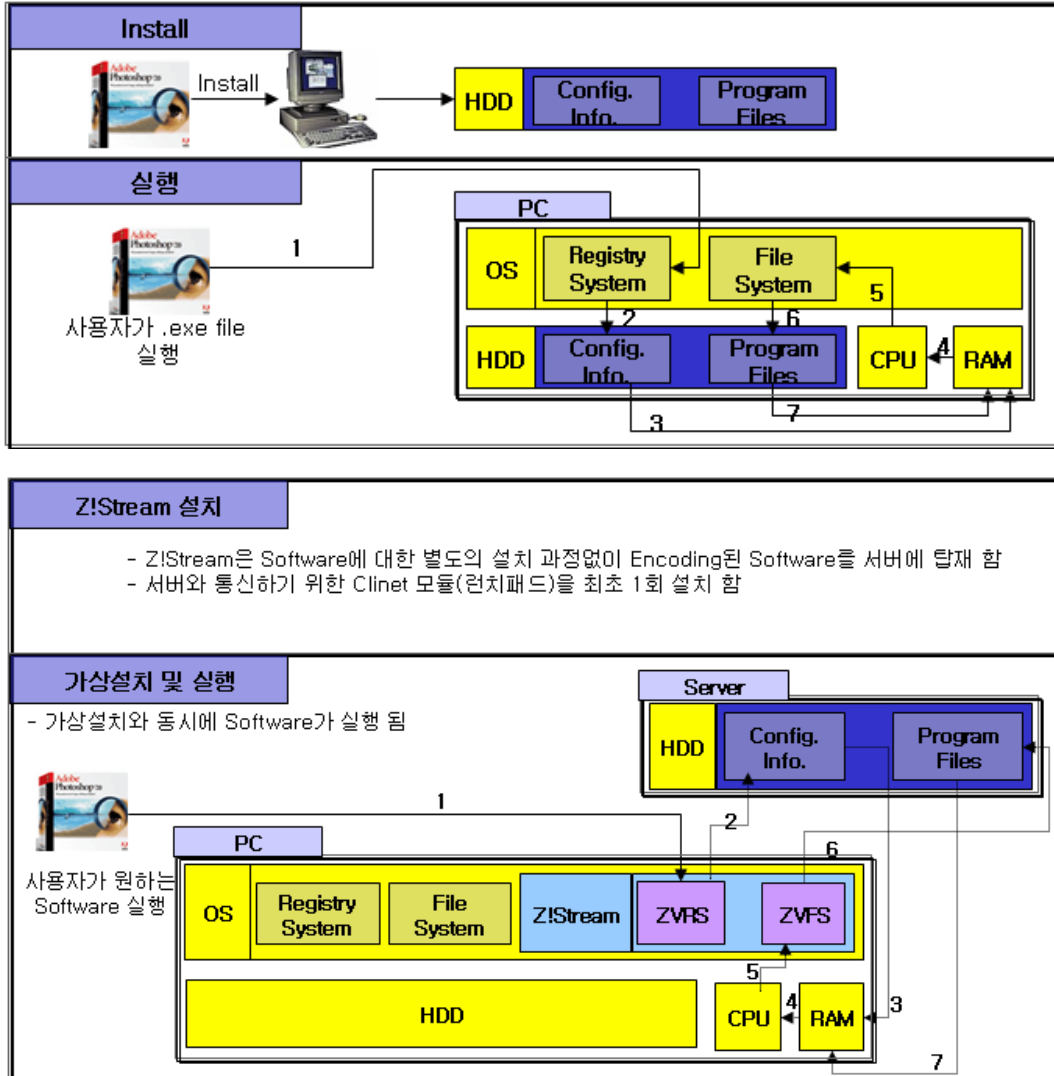 Install
Adobe
Photoshop
Install
HDD
Config.
Info.
Program
Files
실행
Adobe
Photoshop
1
사용자가 .exe file
실행
PC
OS
Registry
System
File
System
5
2
6
HDD
Config.
Info.
Program
Files
CPU
4
RAM
3
7
Z!Stream 설치
- Z!Stream은 Software에 대한 별도의 설치 과정없이 Encoding된 Software를 서버에 탑재 함
- 서버와 통신하기 위한 Clinet 모듈(런치패드)을 최초 1회 설치 함
가상설치 및 실행
- 가상설치와 동시에 Software가 실행 됨
Server
HDD
Config.
Info.
Program
Files
Adobe
Photoshop
1
2
6
사용자가 원하는
Software 실행
PC
OS
Registry
System
File
System
Z!Stream
ZVRS
ZVFS
5
HDD
CPU
4
RAM
3
7